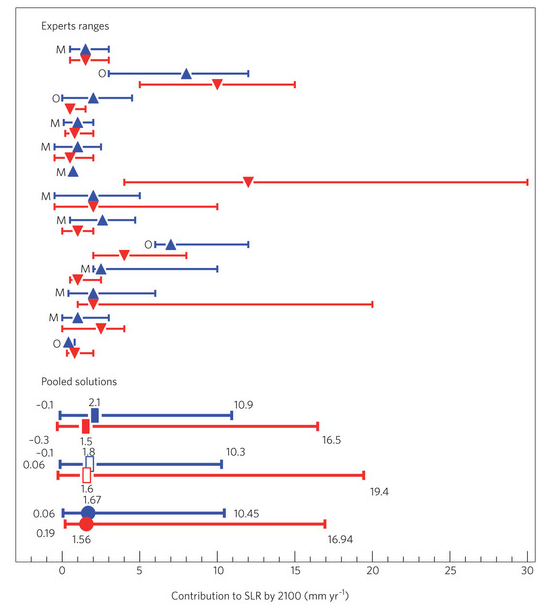 Experts ranges
M
O
O
M
M
M
M
M
O
M
M
M
O
Pooled solutions
–0.1 2.1 10.9
–0.3 1.5 16.5
–0.1 1.8 10.3
0.06
1.6 19.4
1.67
0.06 10.45
0.19 1.56 16.94
0 5 10 15 20 25 30
Contribution to SLR by 2100 (mm yr⁻¹)